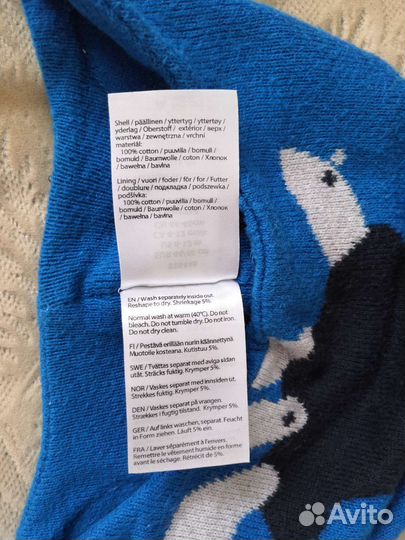 Shell / päällinen / yttertyg / yttertøy /
yderlag / Oberstoff / extérior / верх /
warstwa / zewnętrzna / vrchni
materiál:
100% cotton / puuvilla / bomull /
bomuld / Baumwolle / coton / Хлопок
/ bawełna / bavlna
Lining / vuori / foder / fôr / for / Futter
/ doublure / подкладка / podszewka /
podšívka:
100% cotton / puuvilla / bomull /
bomuld / Baumwolle / coton / Хлопок
/ bawełna / bavlna
EN / Wash separately inside out.
Reshape to dry. Shrinkage 5%.
Normal wash at warm (40°C). Do not
bleach. Do not tumble dry. Do not iron.
Do not dry clean.
FI / Pestävä erillään nurin käännettynä.
Muotoile kosteana. Kutistuu 5%.
SWE / Tvättas separat med aviga sidan
utåt. Sträcks fuktig. Krymper 5%.
NOR / Vaskes separat med innsiden ut.
Strekkes fuktig. Krymper 5%.
DEN / Vaskes separat på vrangen.
Strækkes i fugtig tilstand. Krymper 5%.
GER / Auf links waschen, separat. Feucht
in Form ziehen. Läuft 5% ein.
FRA / Laver séparément à l'envers.
Remettre le vêtement humide en forme
avant le séchage. Rétrécit de 5%.
Avito